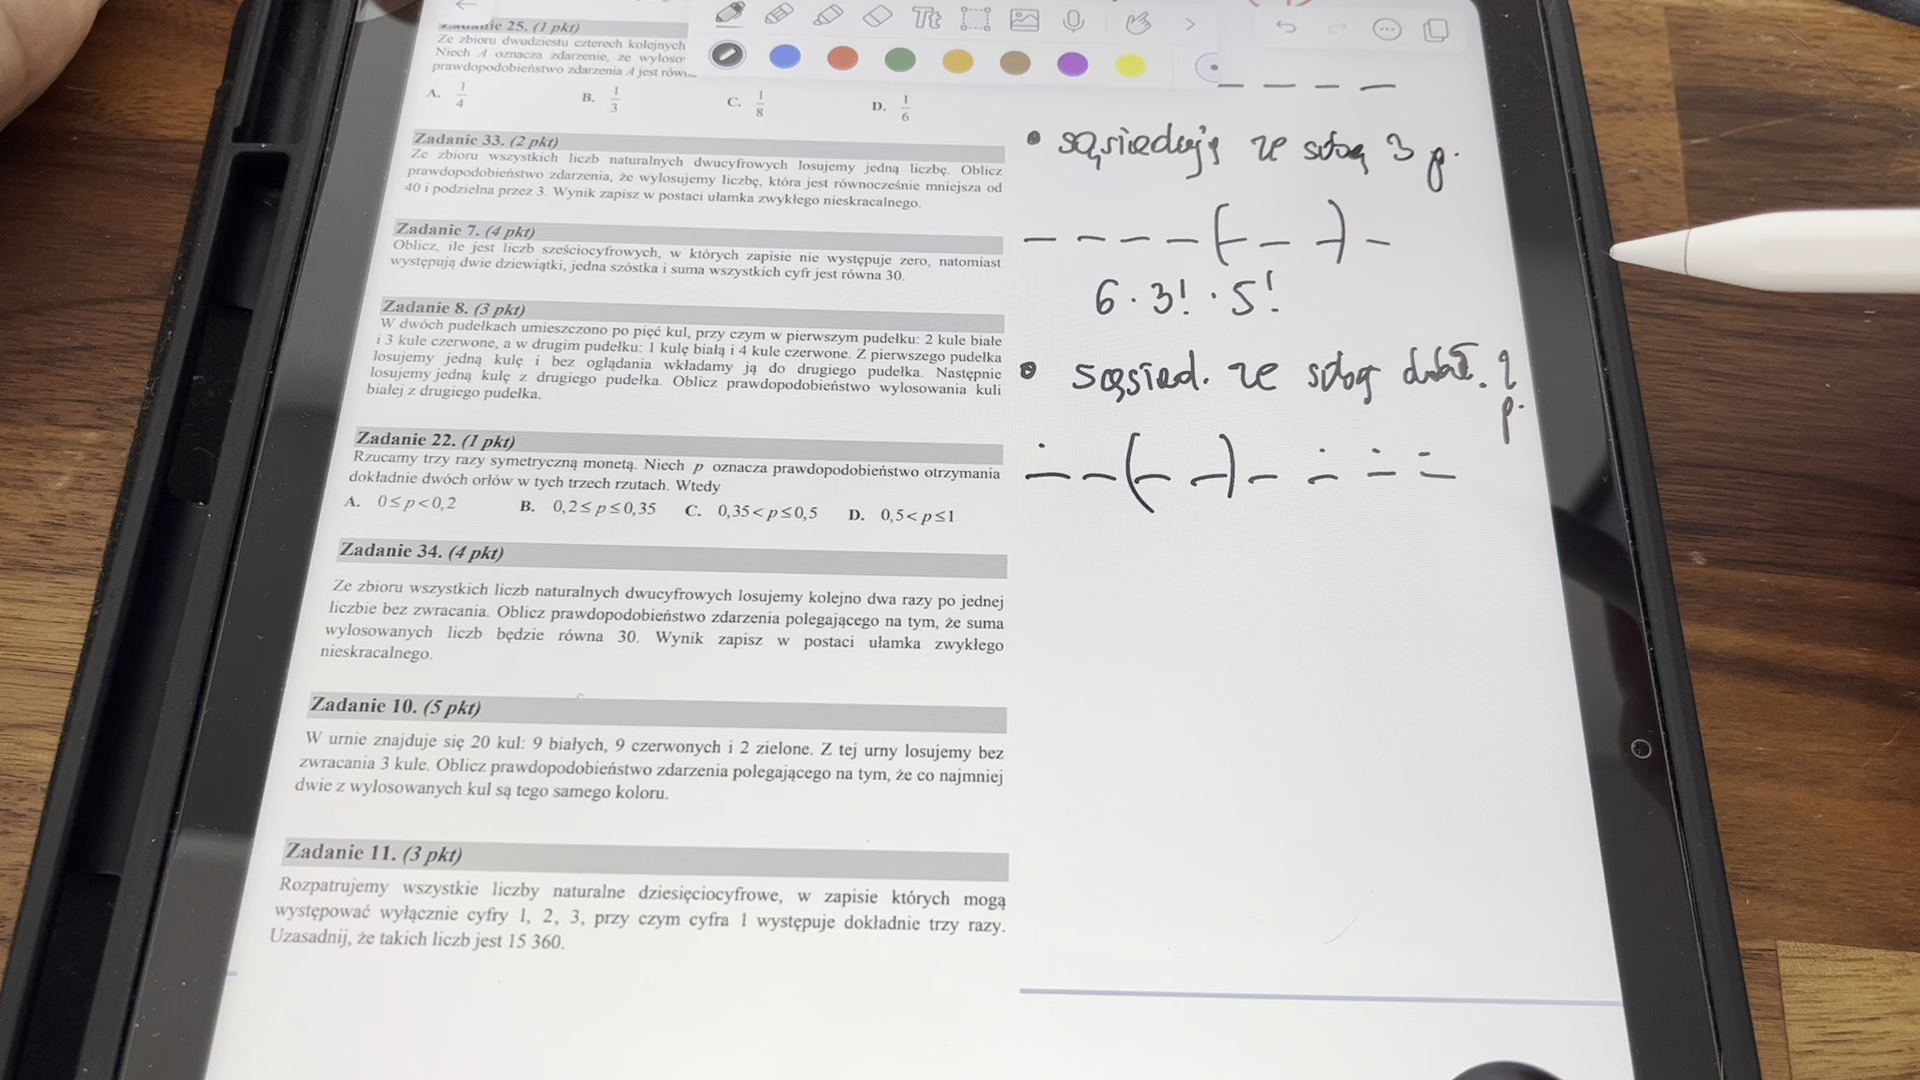 Zadanie 25. (1 pkt)
Ze zbioru dwudziestu czterech kolejnych
Niech A oznacza zdarzenie, że wyloso
prawdopodobieństwo zdarzenia A jest równ
A. 1/4 B. 1/3 C. 1/8 D. 1/6
Zadanie 33. (2 pkt)
Ze zbioru wszystkich liczb naturalnych dwucyfrowych losujemy jedną liczbę. Oblicz
prawdopodobieństwo zdarzenia, że wylosujemy liczbę, która jest równocześnie mniejsza od
40 i podzielna przez 3. Wynik zapisz w postaci ułamka zwykłego nieskracalnego.
Zadanie 7. (4 pkt)
Oblicz, ile jest liczb sześciocyfrowych, w których zapisie nie występuje zero, natomiast
występują dwie dziewiątki, jedna szóstka i suma wszystkich cyfr jest równa 30.
Zadanie 8. (3 pkt)
W dwóch pudełkach umieszczono po pięć kul, przy czym w pierwszym pudełku: 2 kule białe
i 3 kule czerwone, a w drugim pudełku: 1 kulę białą i 4 kule czerwone. Z pierwszego pudełka
losujemy jedną kulę i bez oglądania wkładamy ją do drugiego pudełka. Następnie
losujemy jedną kulę z drugiego pudełka. Oblicz prawdopodobieństwo wylosowania kuli
białej z drugiego pudełka.
Zadanie 22. (1 pkt)
Rzucamy trzy razy symetryczną monetą. Niech p oznacza prawdopodobieństwo otrzymania
dokładnie dwóch orłów w tych trzech rzutach. Wtedy
A. 0≤p<0,2 B. 0,2≤p≤0,35 C. 0,35<p≤0,5 D. 0,5<p≤1
Zadanie 34. (4 pkt)
Ze zbioru wszystkich liczb naturalnych dwucyfrowych losujemy kolejno dwa razy po jednej
liczbie bez zwracania. Oblicz prawdopodobieństwo zdarzenia polegającego na tym, że suma
wylosowanych liczb będzie równa 30. Wynik zapisz w postaci ułamka zwykłego
nieskracalnego.
Zadanie 10. (5 pkt)
W urnie znajduje się 20 kul: 9 białych, 9 czerwonych i 2 zielone. Z tej urny losujemy bez
zwracania 3 kule. Oblicz prawdopodobieństwo zdarzenia polegającego na tym, że co najmniej
dwie z wylosowanych kul są tego samego koloru.
Zadanie 11. (3 pkt)
Rozpatrujemy wszystkie liczby naturalne dziesięciocyfrowe, w zapisie których mogą
występować wyłącznie cyfry 1, 2, 3, przy czym cyfra 1 występuje dokładnie trzy razy.
Uzasadnij, że takich liczb jest 15 360.
Tt
• sąsiadują ze sobą 3 p.
6 · 3! · 5!
• sąsiad. ze sobą dokł. 2
p.